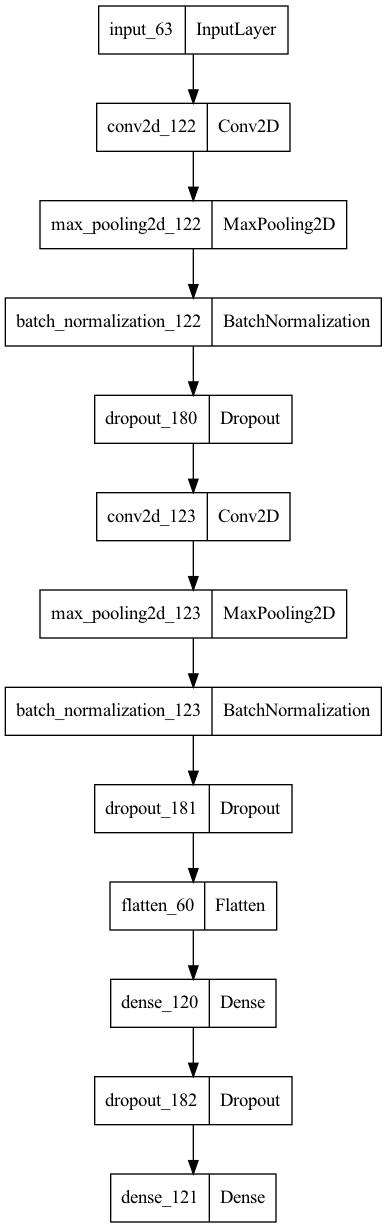 input_63 InputLayer
conv2d_122 Conv2D
max_pooling2d_122 MaxPooling2D
batch_normalization_122 BatchNormalization
dropout_180 Dropout
conv2d_123 Conv2D
max_pooling2d_123 MaxPooling2D
batch_normalization_123 BatchNormalization
dropout_181 Dropout
flatten_60 Flatten
dense_120 Dense
dropout_182 Dropout
dense_121 Dense